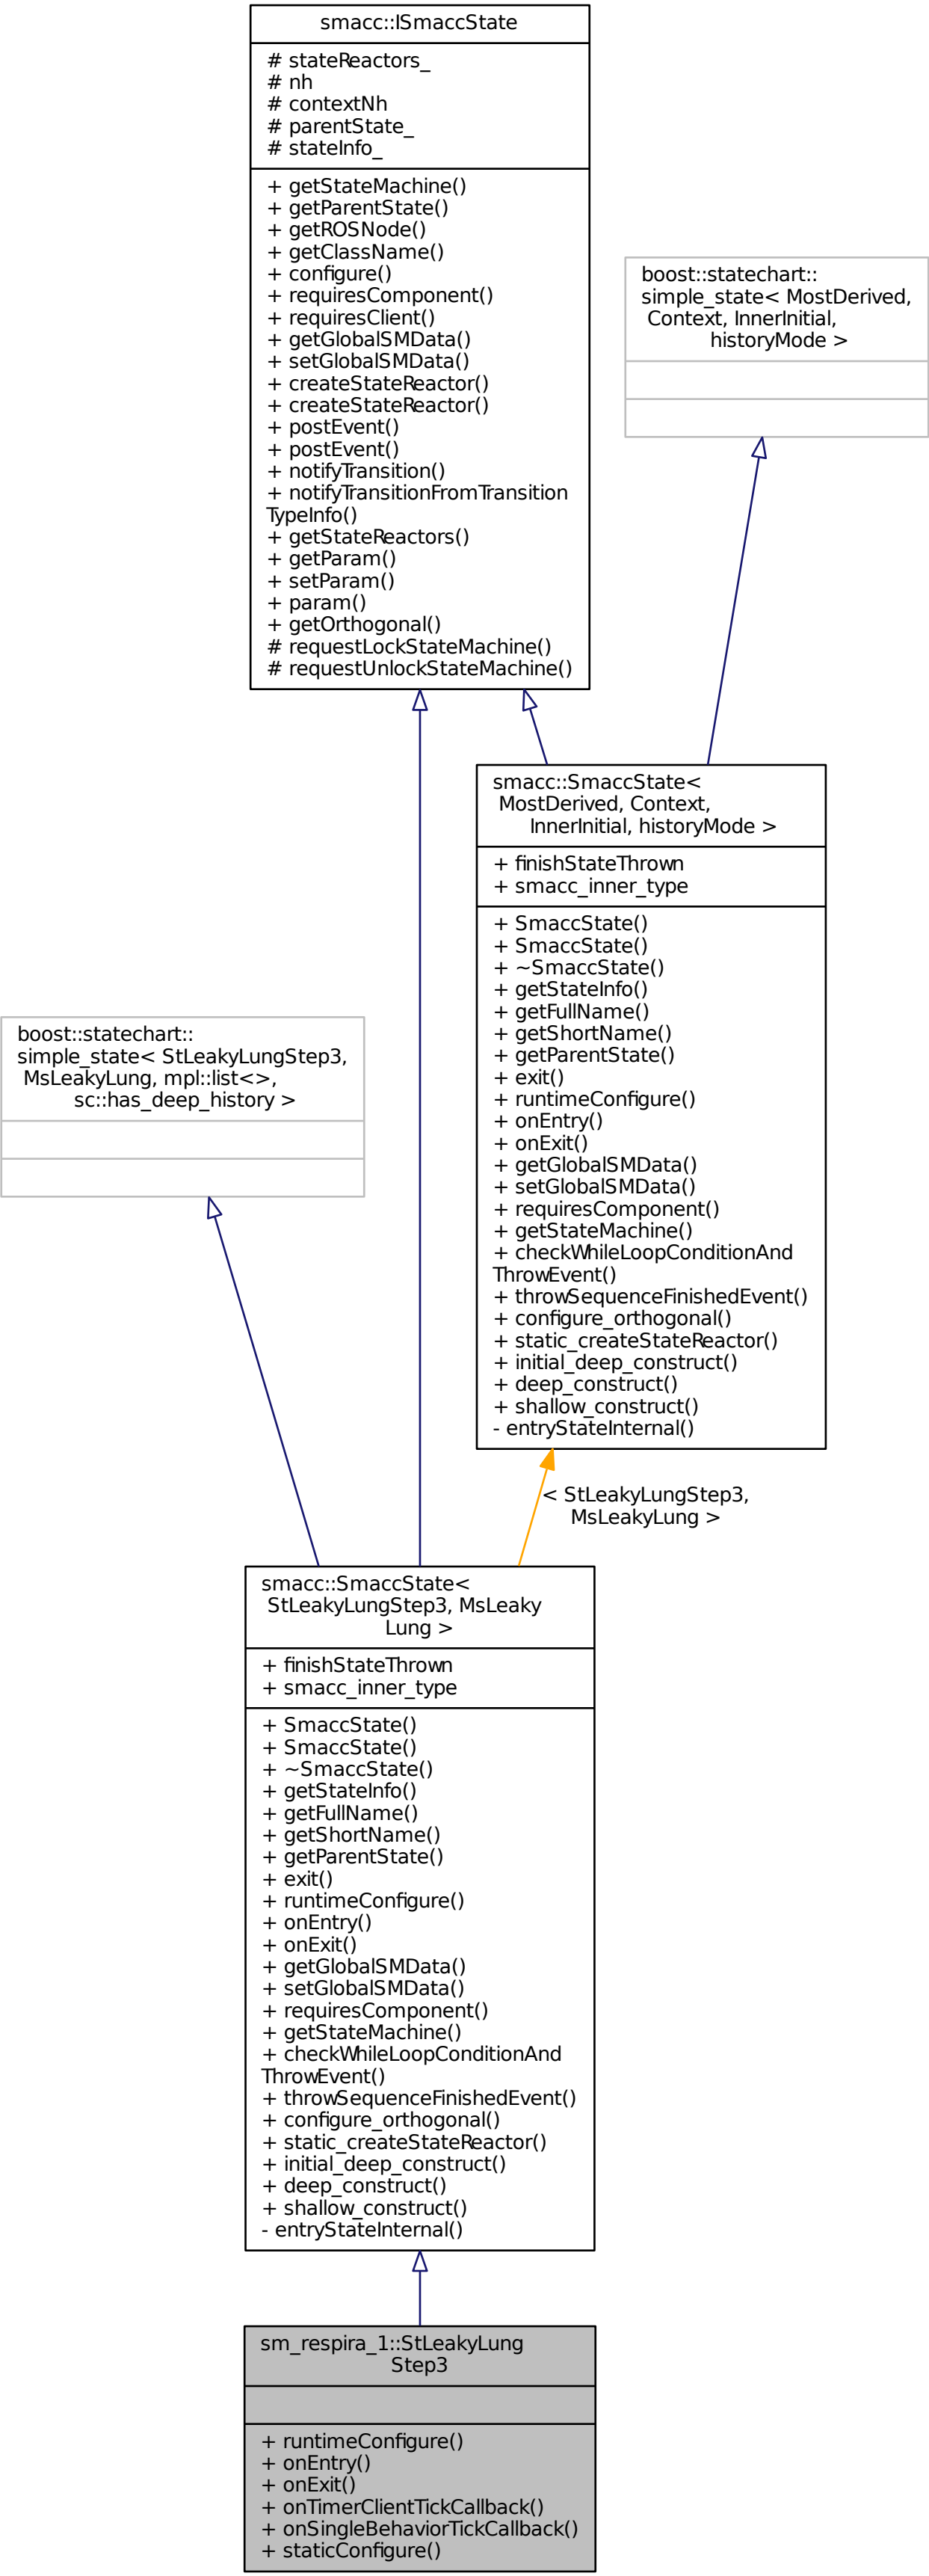 smacc::ISmaccState
# stateReactors_
# nh
# contextNh
# parentState_
# stateInfo_
+ getStateMachine()
+ getParentState()
+ getROSNode()
+ getClassName()
+ configure()
+ requiresComponent()
+ requiresClient()
+ getGlobalSMData()
+ setGlobalSMData()
+ createStateReactor()
+ createStateReactor()
+ postEvent()
+ postEvent()
+ notifyTransition()
+ notifyTransitionFromTransition
TypeInfo()
+ getStateReactors()
+ getParam()
+ setParam()
+ param()
+ getOrthogonal()
# requestLockStateMachine()
# requestUnlockStateMachine()
boost::statechart::
simple_state< MostDerived,
Context, InnerInitial,
historyMode >
smacc::SmaccState<
MostDerived, Context,
InnerInitial, historyMode >
+ finishStateThrown
+ smacc_inner_type
+ SmaccState()
+ SmaccState()
+ ~SmaccState()
+ getStateInfo()
+ getFullName()
+ getShortName()
+ getParentState()
+ exit()
+ runtimeConfigure()
+ onEntry()
+ onExit()
+ getGlobalSMData()
+ setGlobalSMData()
+ requiresComponent()
+ getStateMachine()
+ checkWhileLoopConditionAnd
ThrowEvent()
+ throwSequenceFinishedEvent()
+ configure_orthogonal()
+ static_createStateReactor()
+ initial_deep_construct()
+ deep_construct()
+ shallow_construct()
- entryStateInternal()
boost::statechart::
simple_state< StLeakyLungStep3,
MsLeakyLung, mpl::list<>,
sc::has_deep_history >
< StLeakyLungStep3,
MsLeakyLung >
smacc::SmaccState<
StLeakyLungStep3, MsLeaky
Lung >
+ finishStateThrown
+ smacc_inner_type
+ SmaccState()
+ SmaccState()
+ ~SmaccState()
+ getStateInfo()
+ getFullName()
+ getShortName()
+ getParentState()
+ exit()
+ runtimeConfigure()
+ onEntry()
+ onExit()
+ getGlobalSMData()
+ setGlobalSMData()
+ requiresComponent()
+ getStateMachine()
+ checkWhileLoopConditionAnd
ThrowEvent()
+ throwSequenceFinishedEvent()
+ configure_orthogonal()
+ static_createStateReactor()
+ initial_deep_construct()
+ deep_construct()
+ shallow_construct()
- entryStateInternal()
sm_respira_1::StLeakyLung
Step3
+ runtimeConfigure()
+ onEntry()
+ onExit()
+ onTimerClientTickCallback()
+ onSingleBehaviorTickCallback()
+ staticConfigure()